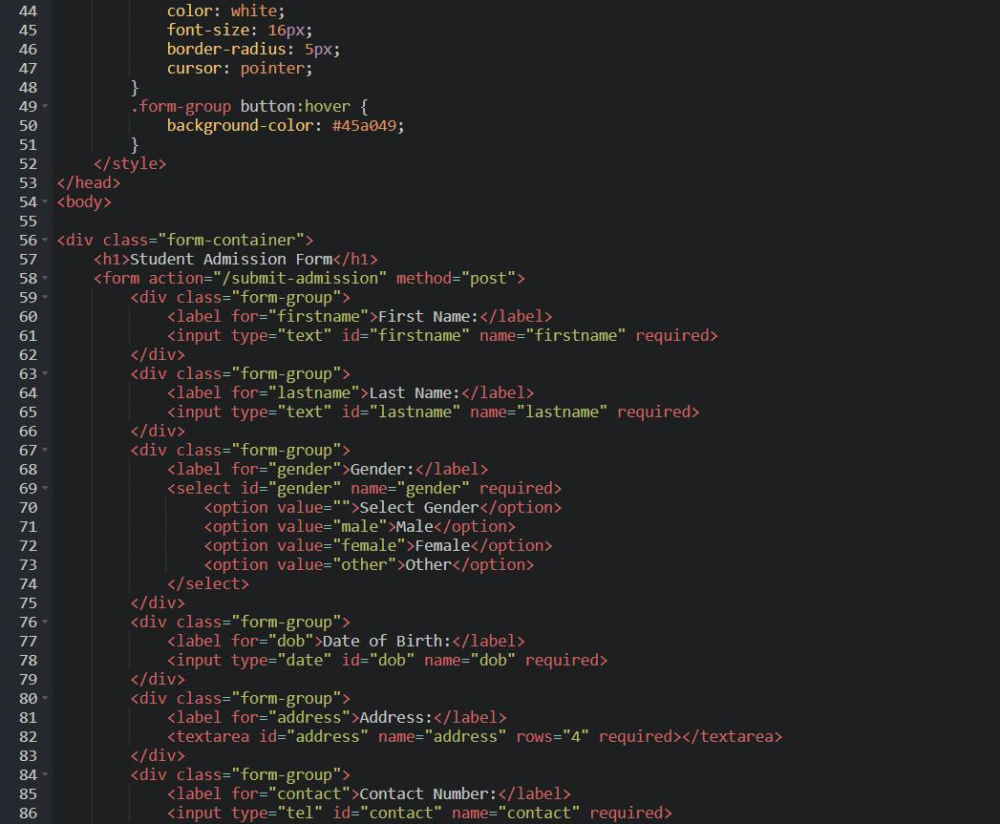 44             color: white;
45             font-size: 16px;
46             border-radius: 5px;
47             cursor: pointer;
48         }
49         .form-group button:hover {
50             background-color: #45a049;
51         }
52     </style>
53 </head>
54 <body>
55
56 <div class="form-container">
57     <h1>Student Admission Form</h1>
58     <form action="/submit-admission" method="post">
59         <div class="form-group">
60             <label for="firstname">First Name:</label>
61             <input type="text" id="firstname" name="firstname" required>
62         </div>
63         <div class="form-group">
64             <label for="lastname">Last Name:</label>
65             <input type="text" id="lastname" name="lastname" required>
66         </div>
67         <div class="form-group">
68             <label for="gender">Gender:</label>
69             <select id="gender" name="gender" required>
70                 <option value="">Select Gender</option>
71                 <option value="male">Male</option>
72                 <option value="female">Female</option>
73                 <option value="other">Other</option>
74             </select>
75         </div>
76         <div class="form-group">
77             <label for="dob">Date of Birth:</label>
78             <input type="date" id="dob" name="dob" required>
79         </div>
80         <div class="form-group">
81             <label for="address">Address:</label>
82             <textarea id="address" name="address" rows="4" required></textarea>
83         </div>
84         <div class="form-group">
85             <label for="contact">Contact Number:</label>
86             <input type="tel" id="contact" name="contact" required>